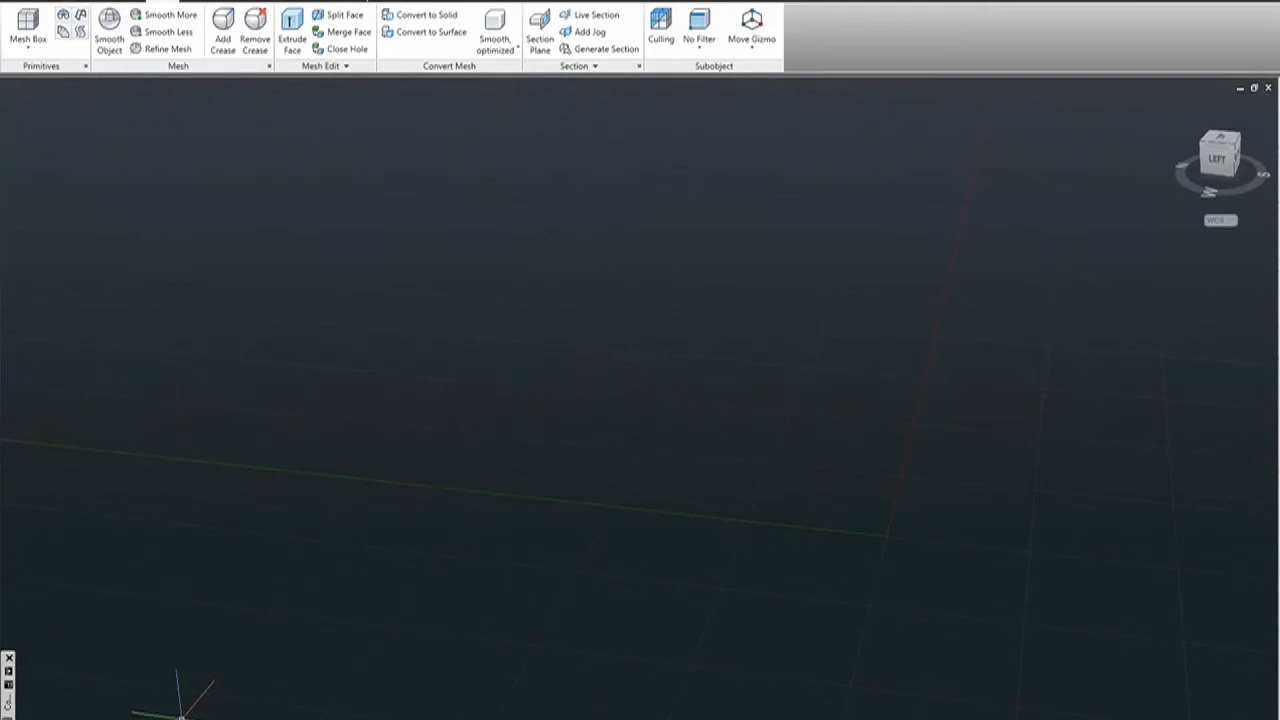 Mesh Box
Smooth Object
Smooth More
Smooth Less
Refine Mesh
Add Crease
Remove Crease
Extrude Face
Split Face
Merge Face
Close Hole
Convert to Solid
Convert to Surface
Smooth, optimized
Section Plane
Live Section
Add Jog
Generate Section
Culling
No Filter
Move Gizmo
Primitives
Mesh
Mesh Edit
Convert Mesh
Section
Subobject
LEFT
S
W
WCS
Co...